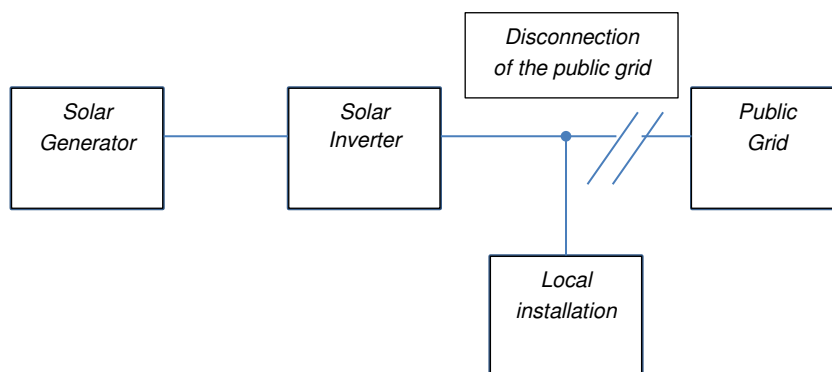 Disconnection
of the public grid
Solar
Generator
Solar
Inverter
Public
Grid
Local
installation